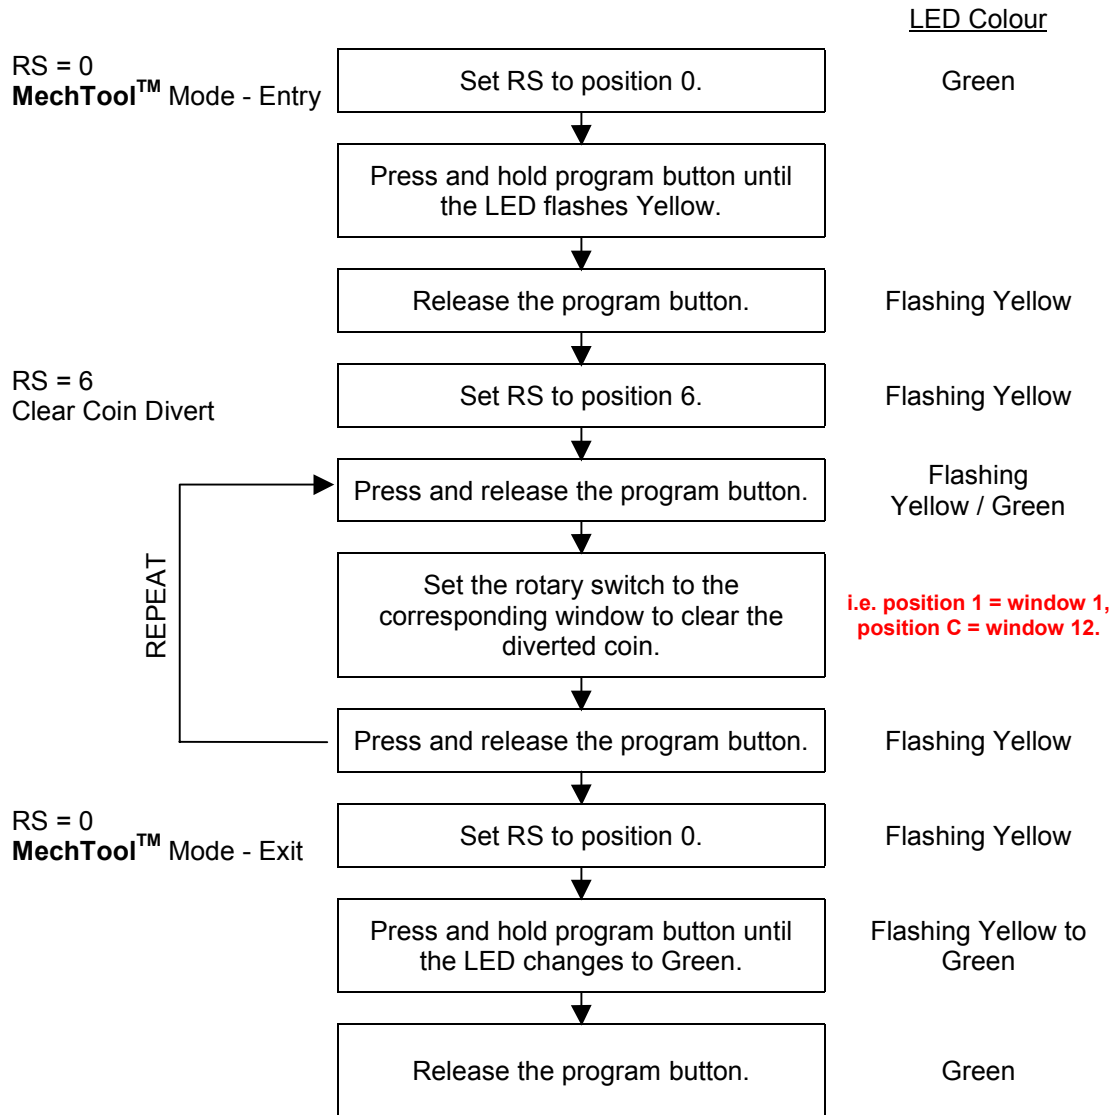 LED Colour
RS = 0
MechTool™ Mode - Entry
Set RS to position 0.
Green
Press and hold program button until
the LED flashes Yellow.
Release the program button.
Flashing Yellow
RS = 6
Clear Coin Divert
Set RS to position 6.
Flashing Yellow
Press and release the program button.
Flashing
Yellow / Green
REPEAT
Set the rotary switch to the
corresponding window to clear the
diverted coin.
i.e. position 1 = window 1,
position C = window 12.
Press and release the program button.
Flashing Yellow
RS = 0
MechTool™ Mode - Exit
Set RS to position 0.
Flashing Yellow
Press and hold program button until
the LED changes to Green.
Flashing Yellow to
Green
Release the program button.
Green